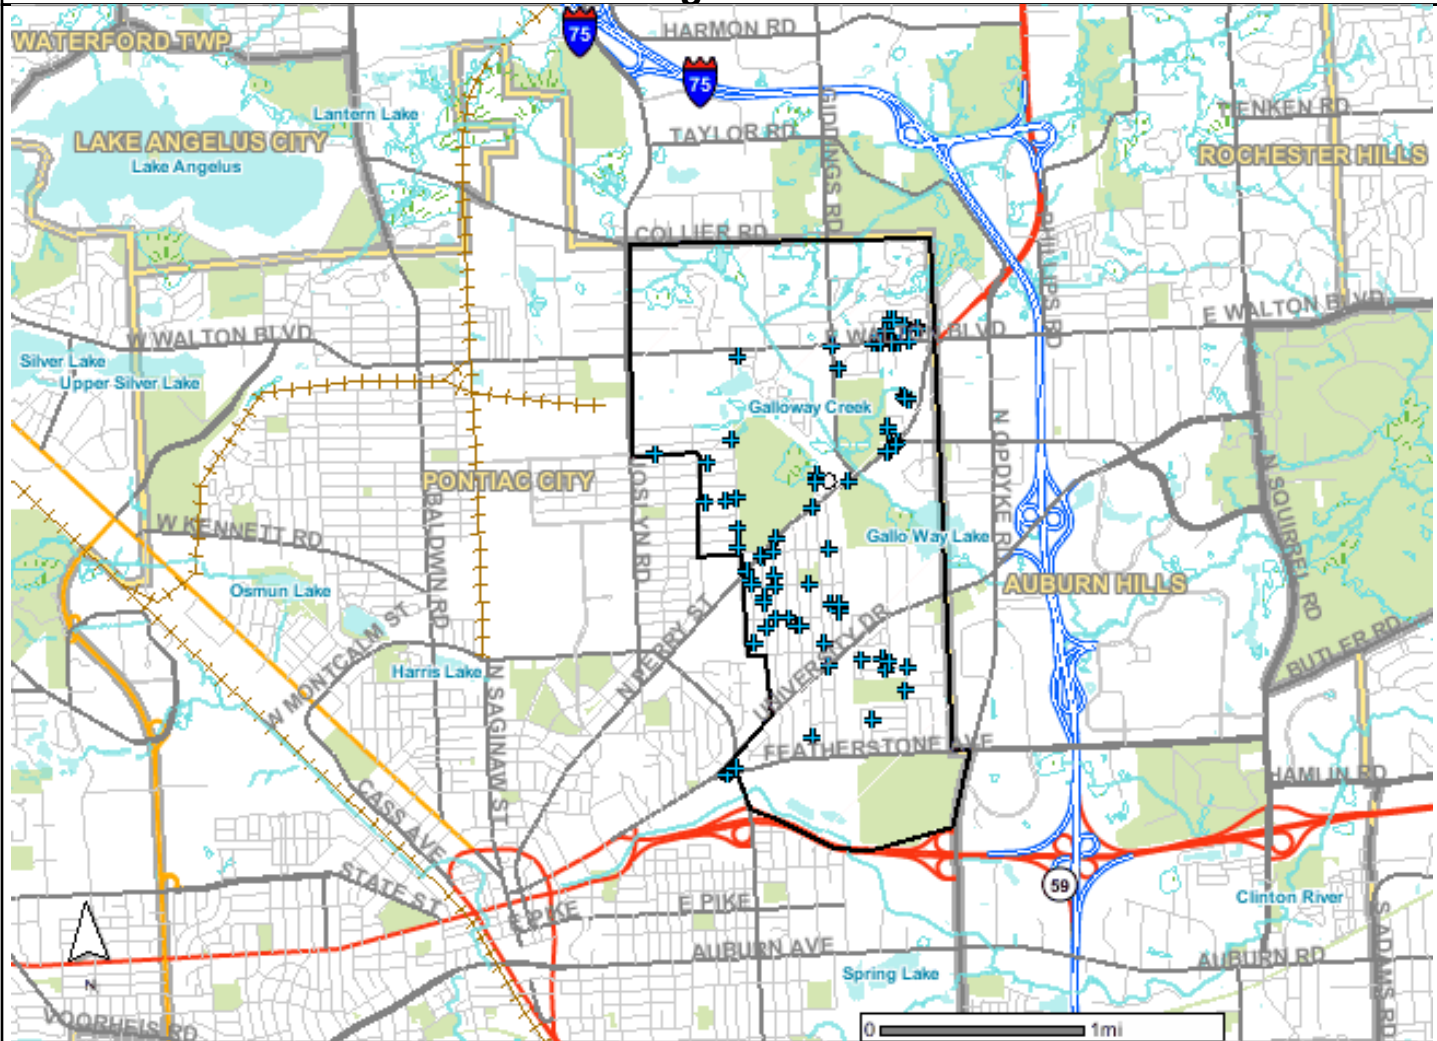 HARMON RD
WATERFORD TWP
75
75
Lantern Lake
GIDDINGS RD
TAYLOR RD
LAKE ANGELUS CITY
Lake Angelus
ROCHESTER HILLS
COLLIER RD
PHILLIPS RD
E WALTON BLVD
W WALTON BLVD
Silver Lake
Upper Silver Lake
Galloway Creek
N OPDYKE RD
PONTIAC CITY
JOSLYN RD
BALDWIN RD
N SQUIRREL RD
W KENNETT RD
Gallo Way Lake
AUBURN HILLS
Osmun Lake
W MONTCALM ST
N PERRY ST
UNIVERSITY DR
BUTLER RD
Harris Lake
N SAGINAW ST
FEATHERSTONE AVE
HAMLIN RD
CASS AVE
STATE ST
59
Clinton River
E PIKE
E PIKE
AUBURN AVE
AUBURN RD
S ADAMS RD
Spring Lake
N
VOORHEIS RD
0 1mi